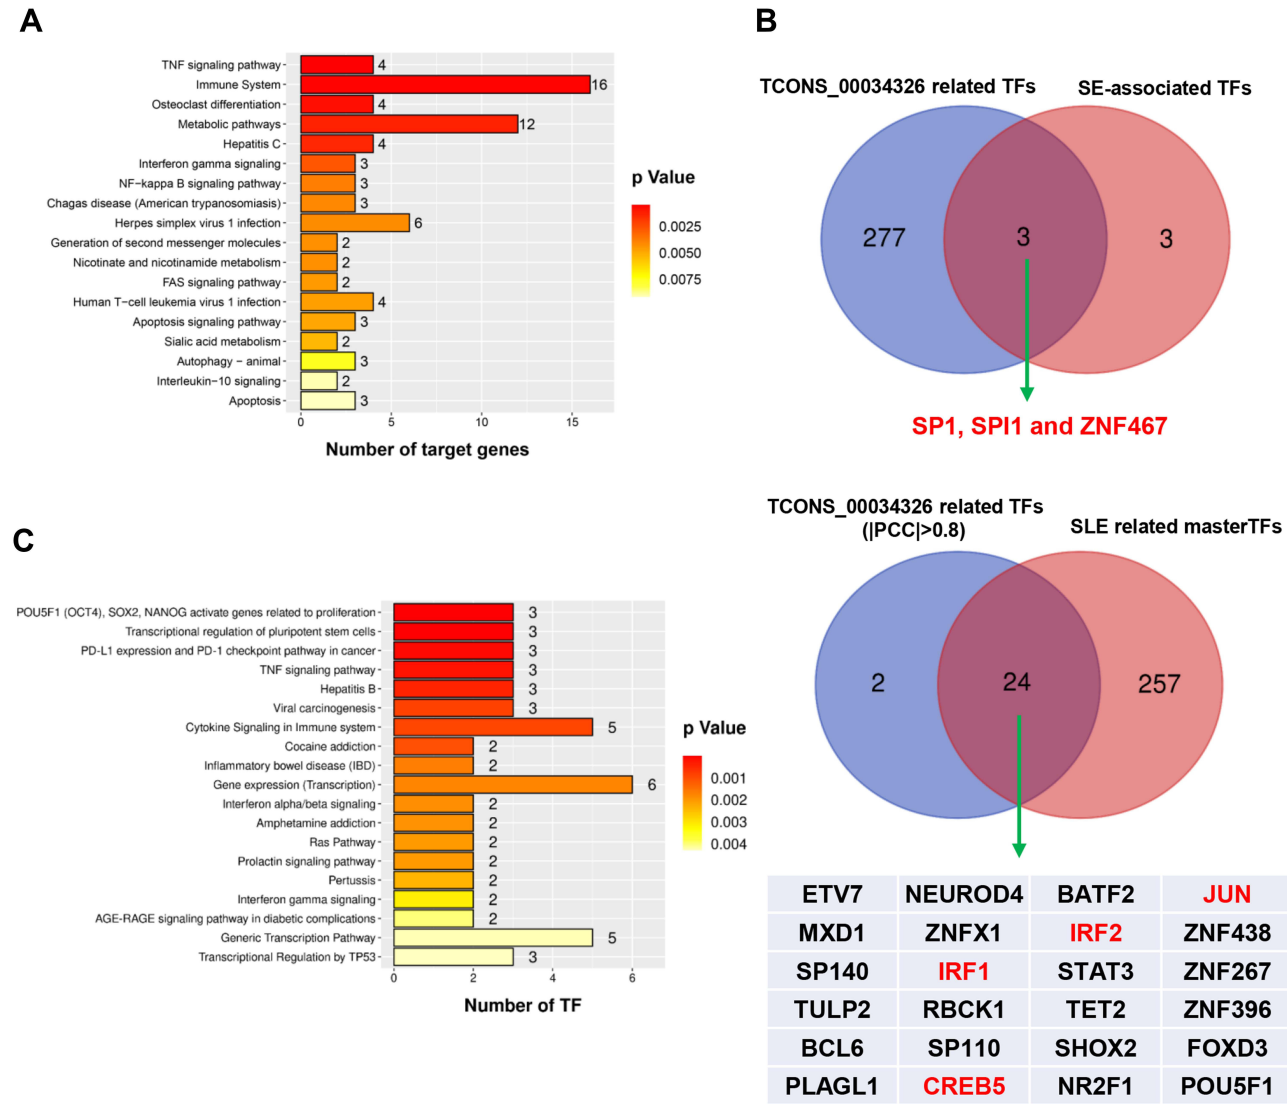 A
TNF signaling pathway 4
Immune System 16
Osteoclast differentiation 4
Metabolic pathways 12
Hepatitis C 4
Interferon gamma signaling 3
NF−kappa B signaling pathway 3
Chagas disease (American trypanosomiasis) 3
Herpes simplex virus 1 infection 6
Generation of second messenger molecules 2
Nicotinate and nicotinamide metabolism 2
FAS signaling pathway 2
Human T−cell leukemia virus 1 infection 4
Apoptosis signaling pathway 3
Sialic acid metabolism 2
Autophagy − animal 3
Interleukin−10 signaling 2
Apoptosis 3
0 5 10 15
Number of target genes
p Value
0.0025
0.0050
0.0075
B
TCONS_00034326 related TFs
SE-associated TFs
277 3 3
SP1, SPI1 and ZNF467
TCONS_00034326 related TFs
(|PCC|>0.8)
SLE related masterTFs
2 24 257
ETV7 NEUROD4 BATF2 JUN
MXD1 ZNFX1 IRF2 ZNF438
SP140 IRF1 STAT3 ZNF267
TULP2 RBCK1 TET2 ZNF396
BCL6 SP110 SHOX2 FOXD3
PLAGL1 CREB5 NR2F1 POU5F1
C
POU5F1 (OCT4), SOX2, NANOG activate genes related to proliferation 3
Transcriptional regulation of pluripotent stem cells 3
PD-L1 expression and PD-1 checkpoint pathway in cancer 3
TNF signaling pathway 3
Hepatitis B 3
Viral carcinogenesis 3
Cytokine Signaling in Immune system 5
Cocaine addiction 2
Inflammatory bowel disease (IBD) 2
Gene expression (Transcription) 6
Interferon alpha/beta signaling 2
Amphetamine addiction 2
Ras Pathway 2
Prolactin signaling pathway 2
Pertussis 2
Interferon gamma signaling 2
AGE-RAGE signaling pathway in diabetic complications 2
Generic Transcription Pathway 5
Transcriptional Regulation by TP53 3
0 2 4 6
Number of TF
p Value
0.001
0.002
0.003
0.004